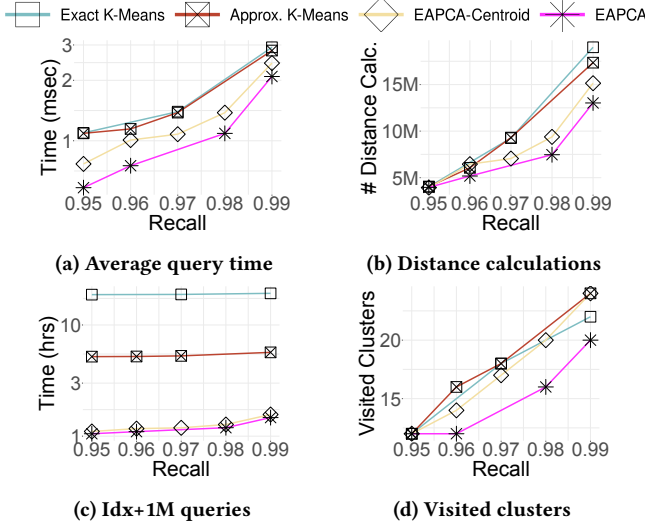 Exact K-Means Approx. K-Means EAPCA-Centroid EAPCA
3
2
1
Time (msec)
0.95 0.96 0.97 0.98 0.99
Recall
(a) Average query time
15M
10M
5M
# Distance Calc.
0.95 0.96 0.97 0.98 0.99
Recall
(b) Distance calculations
10
3
1
Time (hrs)
0.95 0.96 0.97 0.98 0.99
Recall
(c) Idx+1M queries
20
15
Visited Clusters
0.95 0.96 0.97 0.98 0.99
Recall
(d) Visited clusters